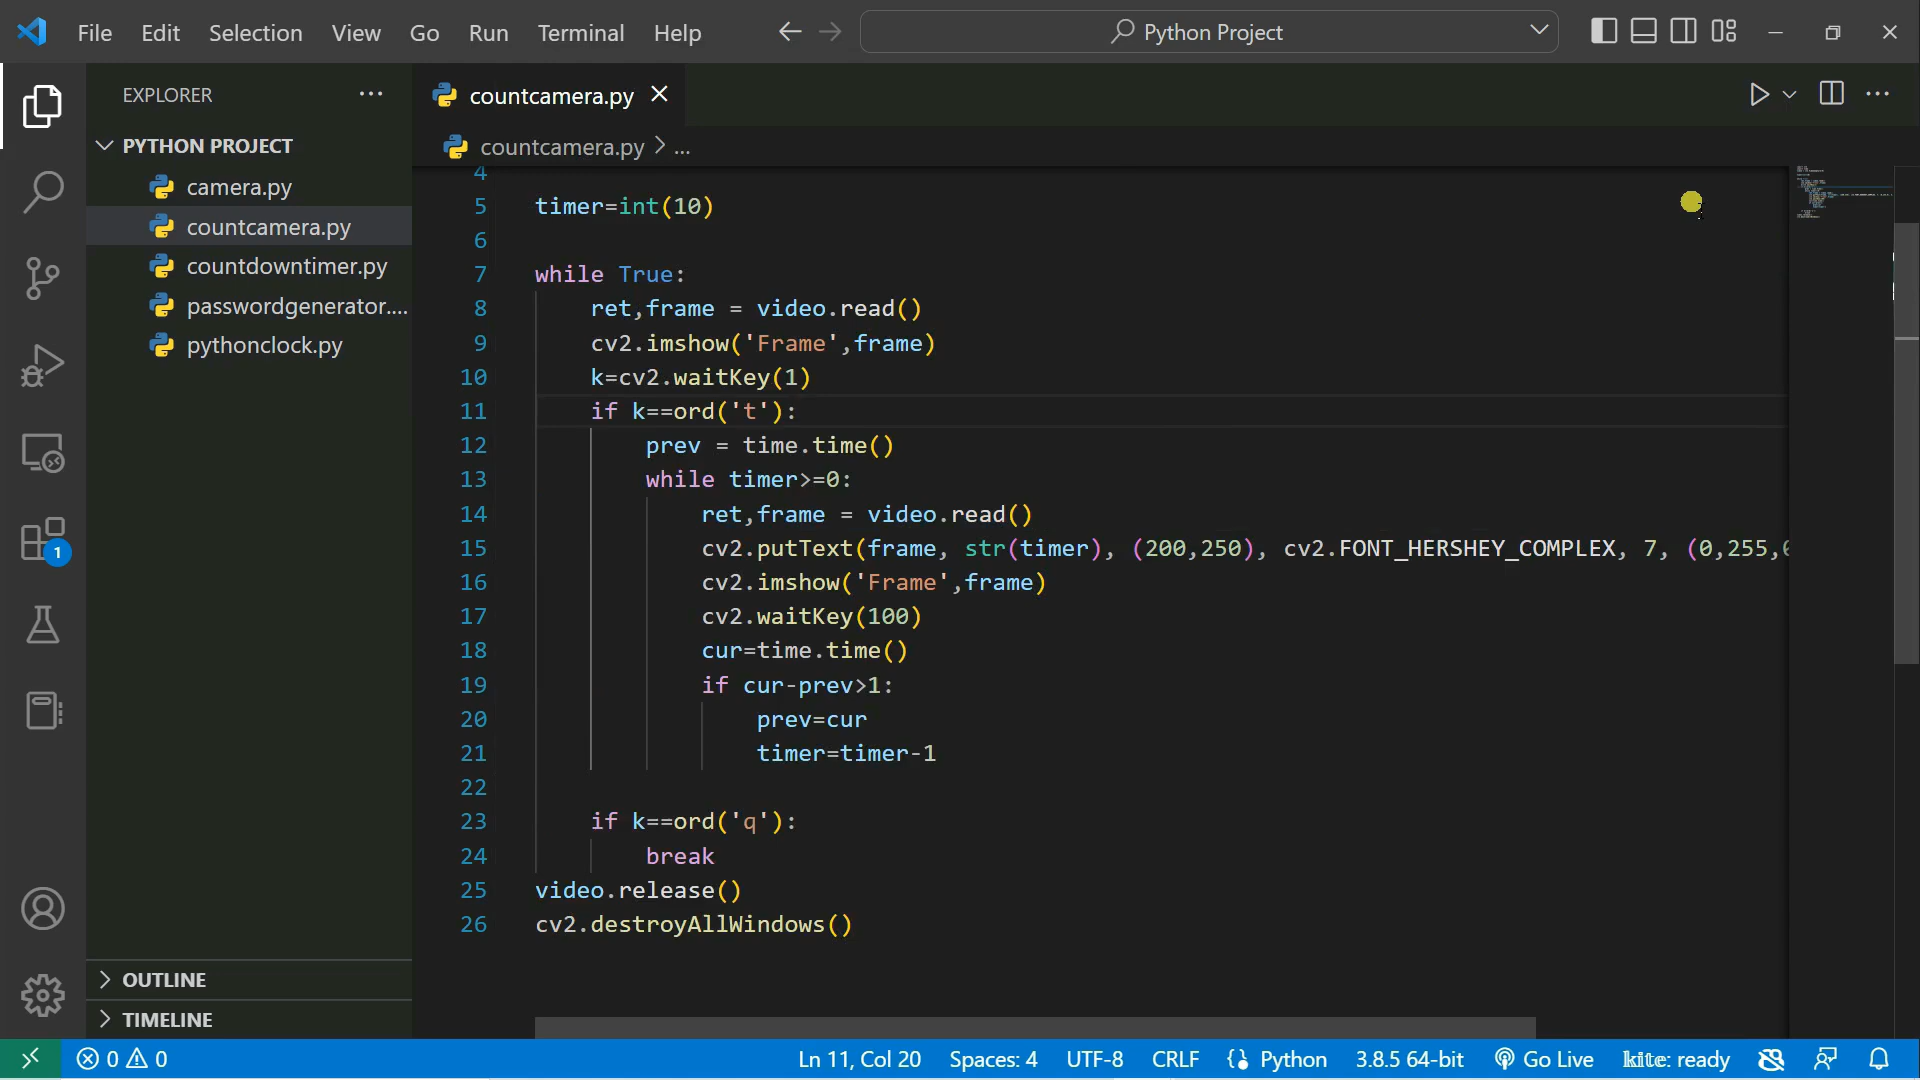 File Edit Selection View Go Run Terminal Help
Python Project
EXPLORER
PYTHON PROJECT
camera.py
countcamera.py
countdowntimer.py
passwordgenerator....
pythonclock.py
OUTLINE
TIMELINE
1
countcamera.py
countcamera.py > ...
4
5 timer=int(10)
6
7 while True:
8 ret,frame = video.read()
9 cv2.imshow('Frame',frame)
10 k=cv2.waitKey(1)
11 if k==ord('t'):
12 prev = time.time()
13 while timer>=0:
14 ret,frame = video.read()
15 cv2.putText(frame, str(timer), (200,250), cv2.FONT_HERSHEY_COMPLEX, 7, (0,255,0
16 cv2.imshow('Frame',frame)
17 cv2.waitKey(100)
18 cur=time.time()
19 if cur-prev>1:
20 prev=cur
21 timer=timer-1
22
23 if k==ord('q'):
24 break
25 video.release()
26 cv2.destroyAllWindows()
0 0 Ln 11, Col 20 Spaces: 4 UTF-8 CRLF Python 3.8.5 64-bit Go Live kite: ready